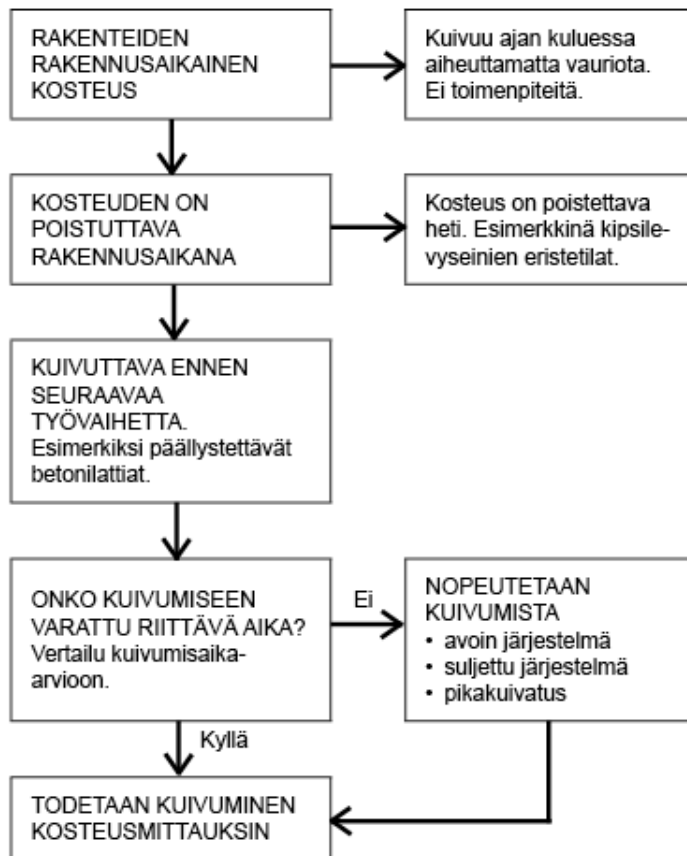 RAKENTEIDEN
RAKENNUSAIKAINEN
KOSTEUS
Kuivuu ajan kuluessa
aiheuttamatta vauriota.
Ei toimenpiteitä.
KOSTEUDEN ON
POISTUTTAVA
RAKENNUSAIKANA
Kosteus on poistettava
heti. Esimerkkinä kipsile-
vyseinien eristetilat.
KUIVUTTAVA ENNEN
SEURAAVAA
TYÖVAIHETTA.
Esimerkiksi päällystettävät
betonilattiat.
ONKO KUIVUMISEEN
VARATTU RIITTÄVÄ AIKA?
Vertailu kuivumisaika-
arvioon.
Ei
NOPEUTETAAN
KUIVUMISTA
• avoin järjestelmä
• suljettu järjestelmä
• pikakuivatus
Kyllä
TODETAAN KUIVUMINEN
KOSTEUSMITTAUKSIN